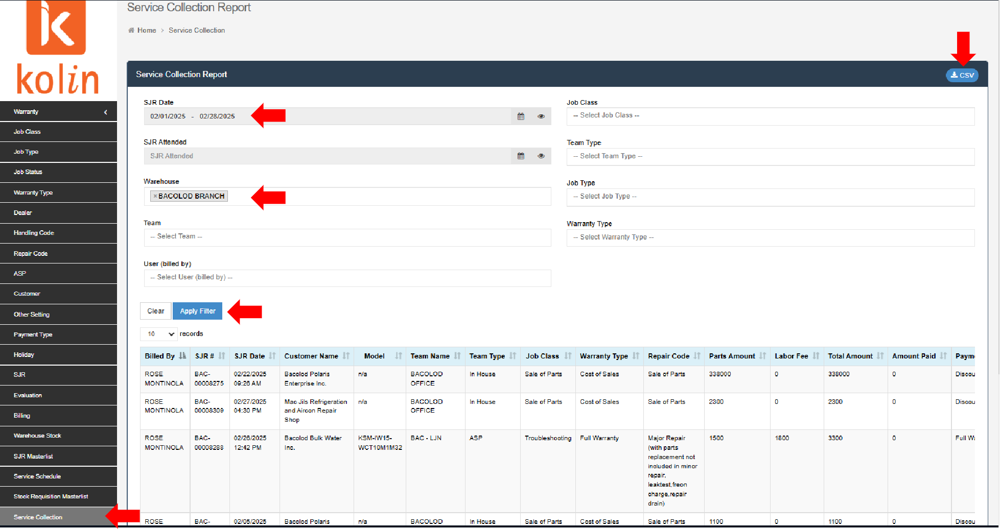 Service Collection Report
kolin
Home > Service Collection
Service Collection Report
CSV
Warranty
Job Class
Job Type
Job Status
Warranty Type
Dealer
Handling Code
Repair Code
ASP
Customer
Other Setting
Payment Type
Holiday
SJR
Evaluation
Billing
Warehouse Stock
SJR Masterlist
Service Schedule
Stock Requisition Masterlist
Service Collection
SJR Date
02/01/2025 - 02/28/2025
SJR Attended
SJR Attended
Warehouse
×BACOLOD BRANCH
Team
-- Select Team --
User (billed by)
-- Select User (billed by) --
Job Class
-- Select Job Class --
Team Type
-- Select Team Type --
Job Type
-- Select Job Type --
Warranty Type
-- Select Warranty Type --
Clear Apply Filter
10 records
Billed By SJR # SJR Date Customer Name Model Team Name Team Type Job Class Warranty Type Repair Code Parts Amount Labor Fee Total Amount Amount Paid Paym
ROSE BAC- 02/22/2025 Bacolod Polaris n/a BACOLOD In House Sale of Parts Cost of Sales Sale of Parts 338000 0 338000 0 Discou
MONTINOLA 00008275 09:26 AM Enterprise Inc. OFFICE
ROSE BAC- 02/27/2025 Mac Jils Refrigeration n/a BACOLOD In House Sale of Parts Cost of Sales Sale of Parts 2300 0 2300 0 Discou
MONTINOLA 00008309 04:30 PM and Aircon Repair OFFICE
Shop
ROSE BAC- 02/26/2025 Bacolod Bulk Water KSM-IW15- BAC - LJN ASP Troubleshooting Full Warranty Major Repair 1500 1800 3300 0 Full Wa
MONTINOLA 00008288 12:42 PM Inc. WCT10M1M32 (with parts
replacement not
included in minor
repair,
leaktest,freon
charge,repair
drain)
ROSE BAC- 02/05/2025 Bacolod Polaris n/a BACOLOD In House Sale of Parts Cost of Sales Sale of Parts 1100 0 1100 0 Discou